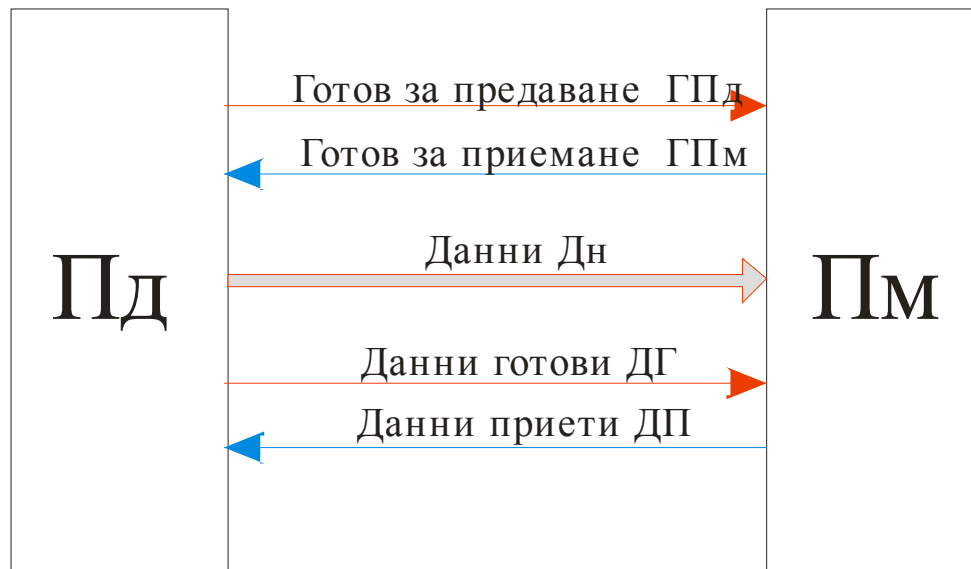 Готов за предаване ГПд
Готов за приемане ГПм
Данни Дн
Пд
Пм
Данни готови ДГ
Данни приети ДП